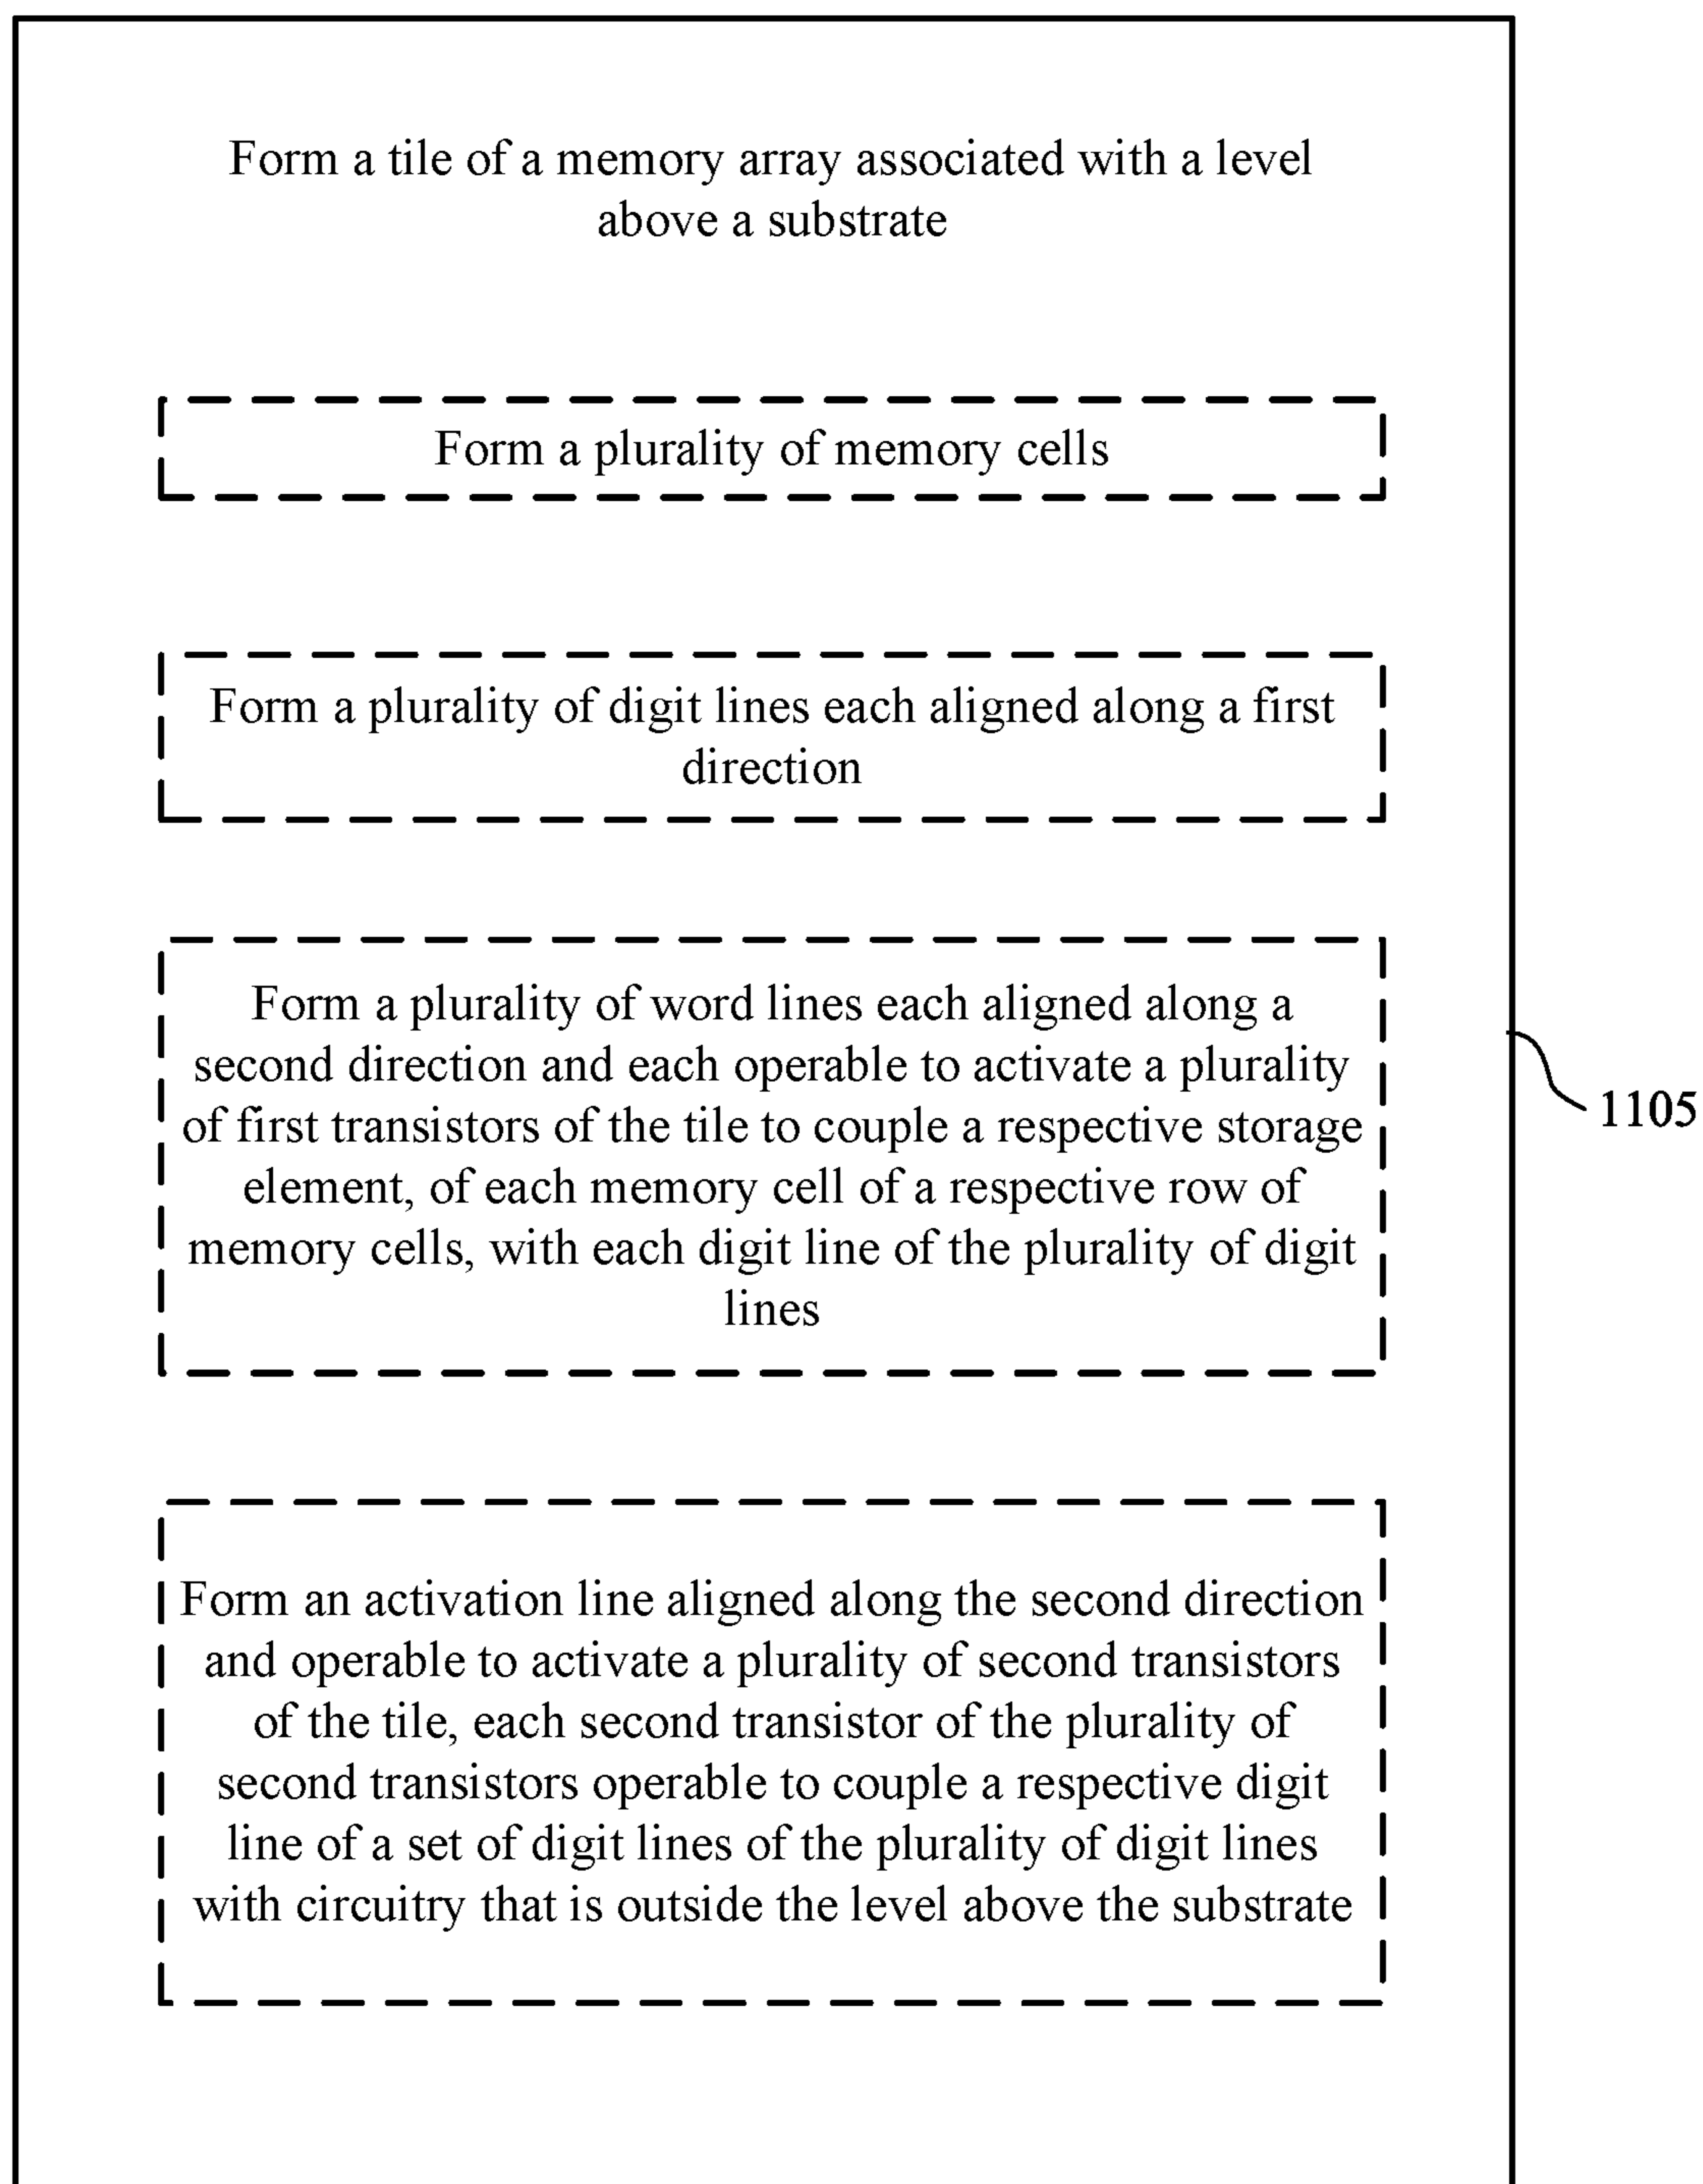 Form a tile of a memory array associated with a level
above a substrate
Form a plurality of memory cells
Form a plurality of digit lines each aligned along a first
direction
Form a plurality of word lines each aligned along a
second direction and each operable to activate a plurality
of first transistors of the tile to couple a respective storage
element, of each memory cell of a respective row of
memory cells, with each digit line of the plurality of digit
lines
1105
Form an activation line aligned along the second direction
and operable to activate a plurality of second transistors
of the tile, each second transistor of the plurality of
second transistors operable to couple a respective digit
line of a set of digit lines of the plurality of digit lines
with circuitry that is outside the level above the substrate